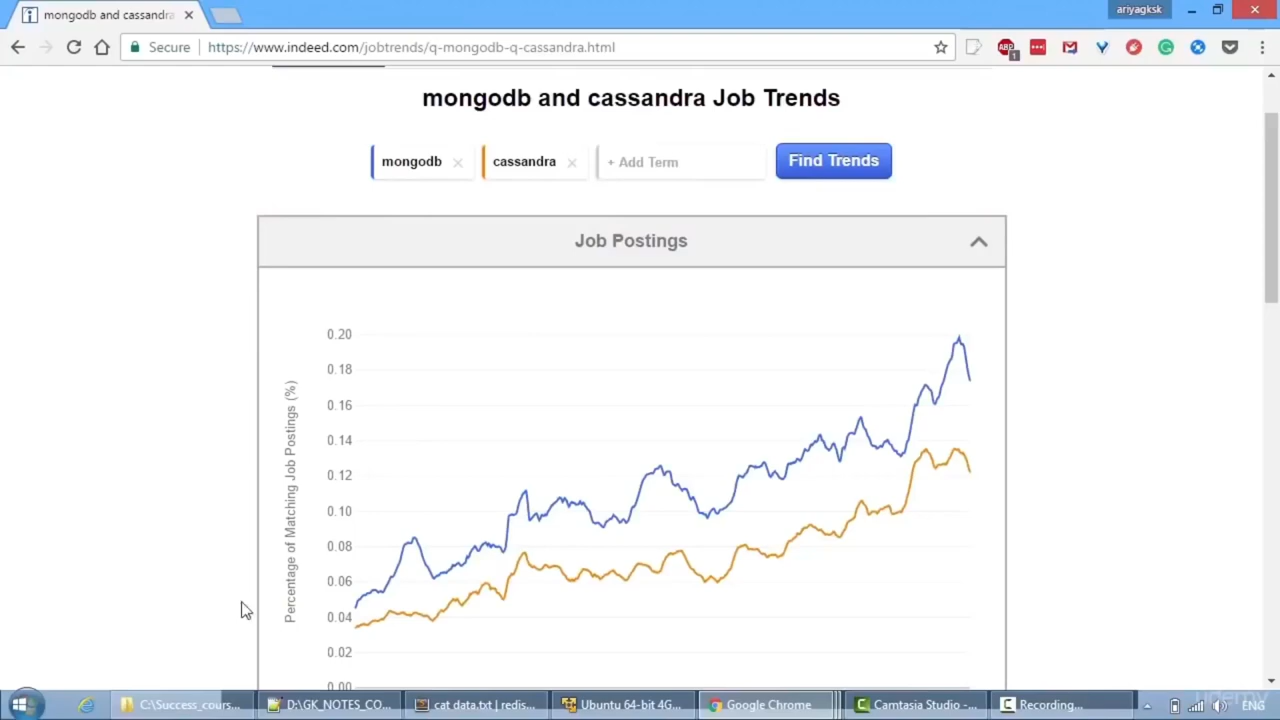 mongodb and cassandra
ariyagksk
Secure
https://www.indeed.com/jobtrends/q-mongodb-q-cassandra.html
ABP
1
mongodb and cassandra Job Trends
mongodb
cassandra
+ Add Term
Find Trends
Job Postings
Percentage of Matching Job Postings (%)
0.20
0.18
0.16
0.14
0.12
0.10
0.08
0.06
0.04
0.02
0.00
C:\Success_cours...
D:\GK_NOTES_CO...
cat data.txt | redis...
Ubuntu 64-bit 4G...
Google Chrome
Camtasia Studio -...
Recording...
ENG
udemy